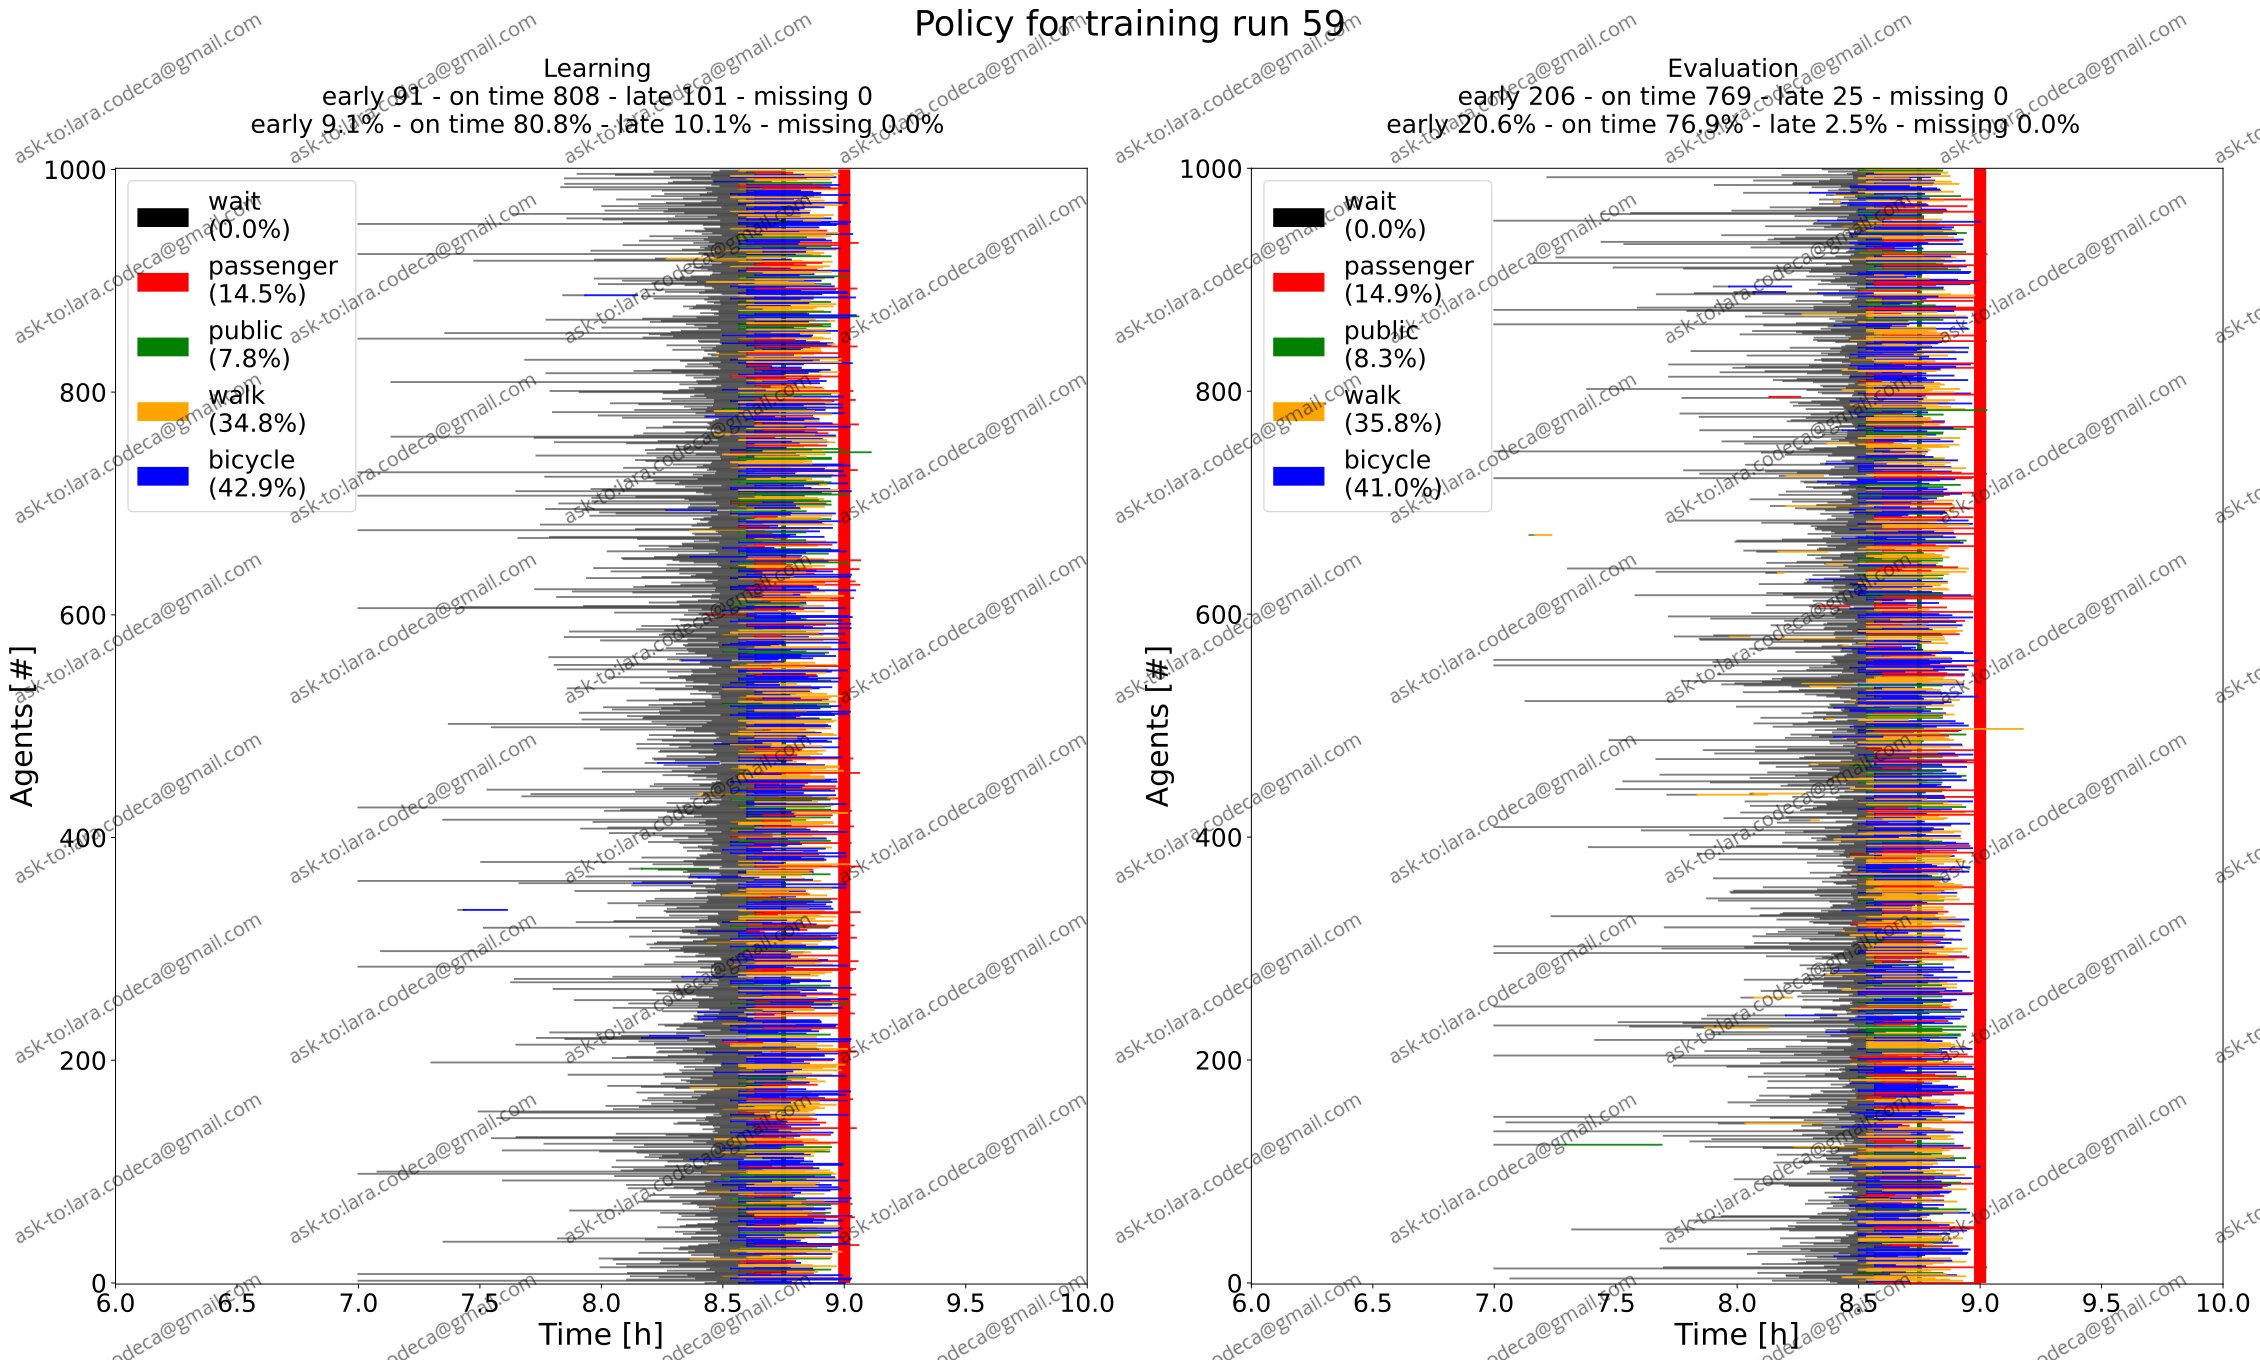 Policy for training run 59
Learning
early 91 - on time 808 - late 101 - missing 0
early 9.1% - on time 80.8% - late 10.1% - missing 0.0%
Agents [#]
1000
800
600
400
200
0
wait
(0.0%)
passenger
(14.5%)
public
(7.8%)
walk
(34.8%)
bicycle
(42.9%)
6.0 6.5 7.0 7.5 8.0 8.5 9.0 9.5 10.0
Time [h]
Evaluation
early 206 - on time 769 - late 25 - missing 0
early 20.6% - on time 76.9% - late 2.5% - missing 0.0%
Agents [#]
1000
800
600
400
200
0
wait
(0.0%)
passenger
(14.9%)
public
(8.3%)
walk
(35.8%)
bicycle
(41.0%)
6.0 6.5 7.0 7.5 8.0 8.5 9.0 9.5 10.0
Time [h]
ask-to:lara.codeca@gmail.com